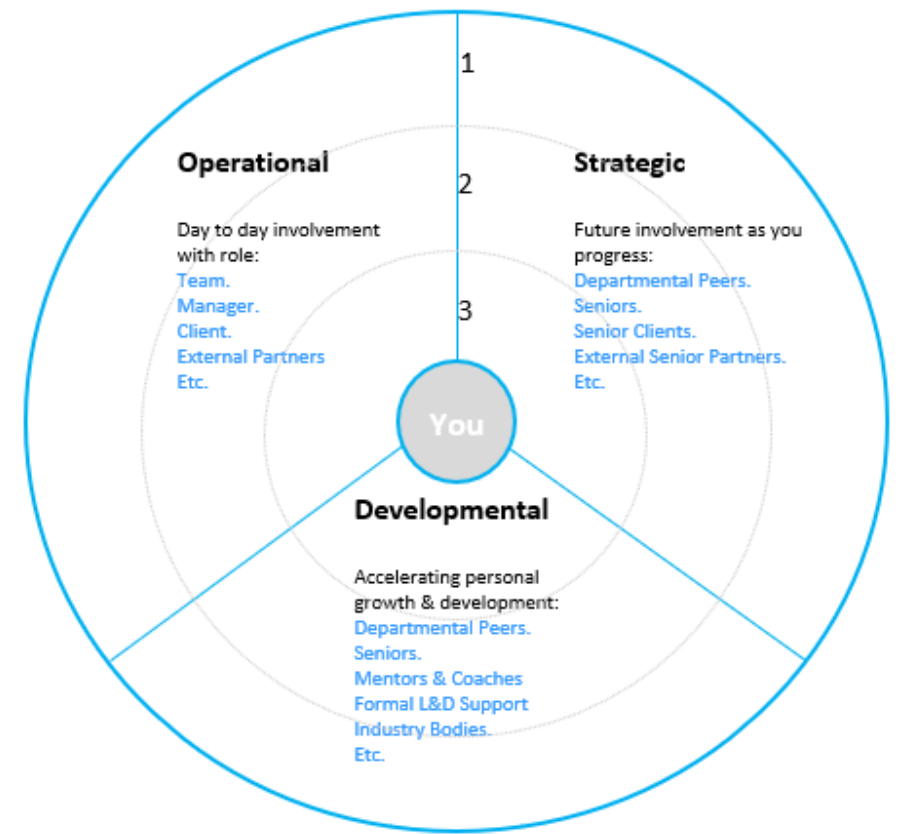 1
2
3
Operational
Day to day involvement
with role:
Team.
Manager.
Client.
External Partners
Etc.
Strategic
Future involvement as you
progress:
Departmental Peers.
Seniors.
Senior Clients.
External Senior Partners.
Etc.
You
Developmental
Accelerating personal
growth & development:
Departmental Peers.
Seniors.
Mentors & Coaches
Formal L&D Support
Industry Bodies.
Etc.